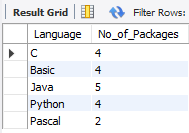 Result Grid Filter Rows:
Language No_of_Packages
C 4
Basic 4
Java 5
Python 4
Pascal 2